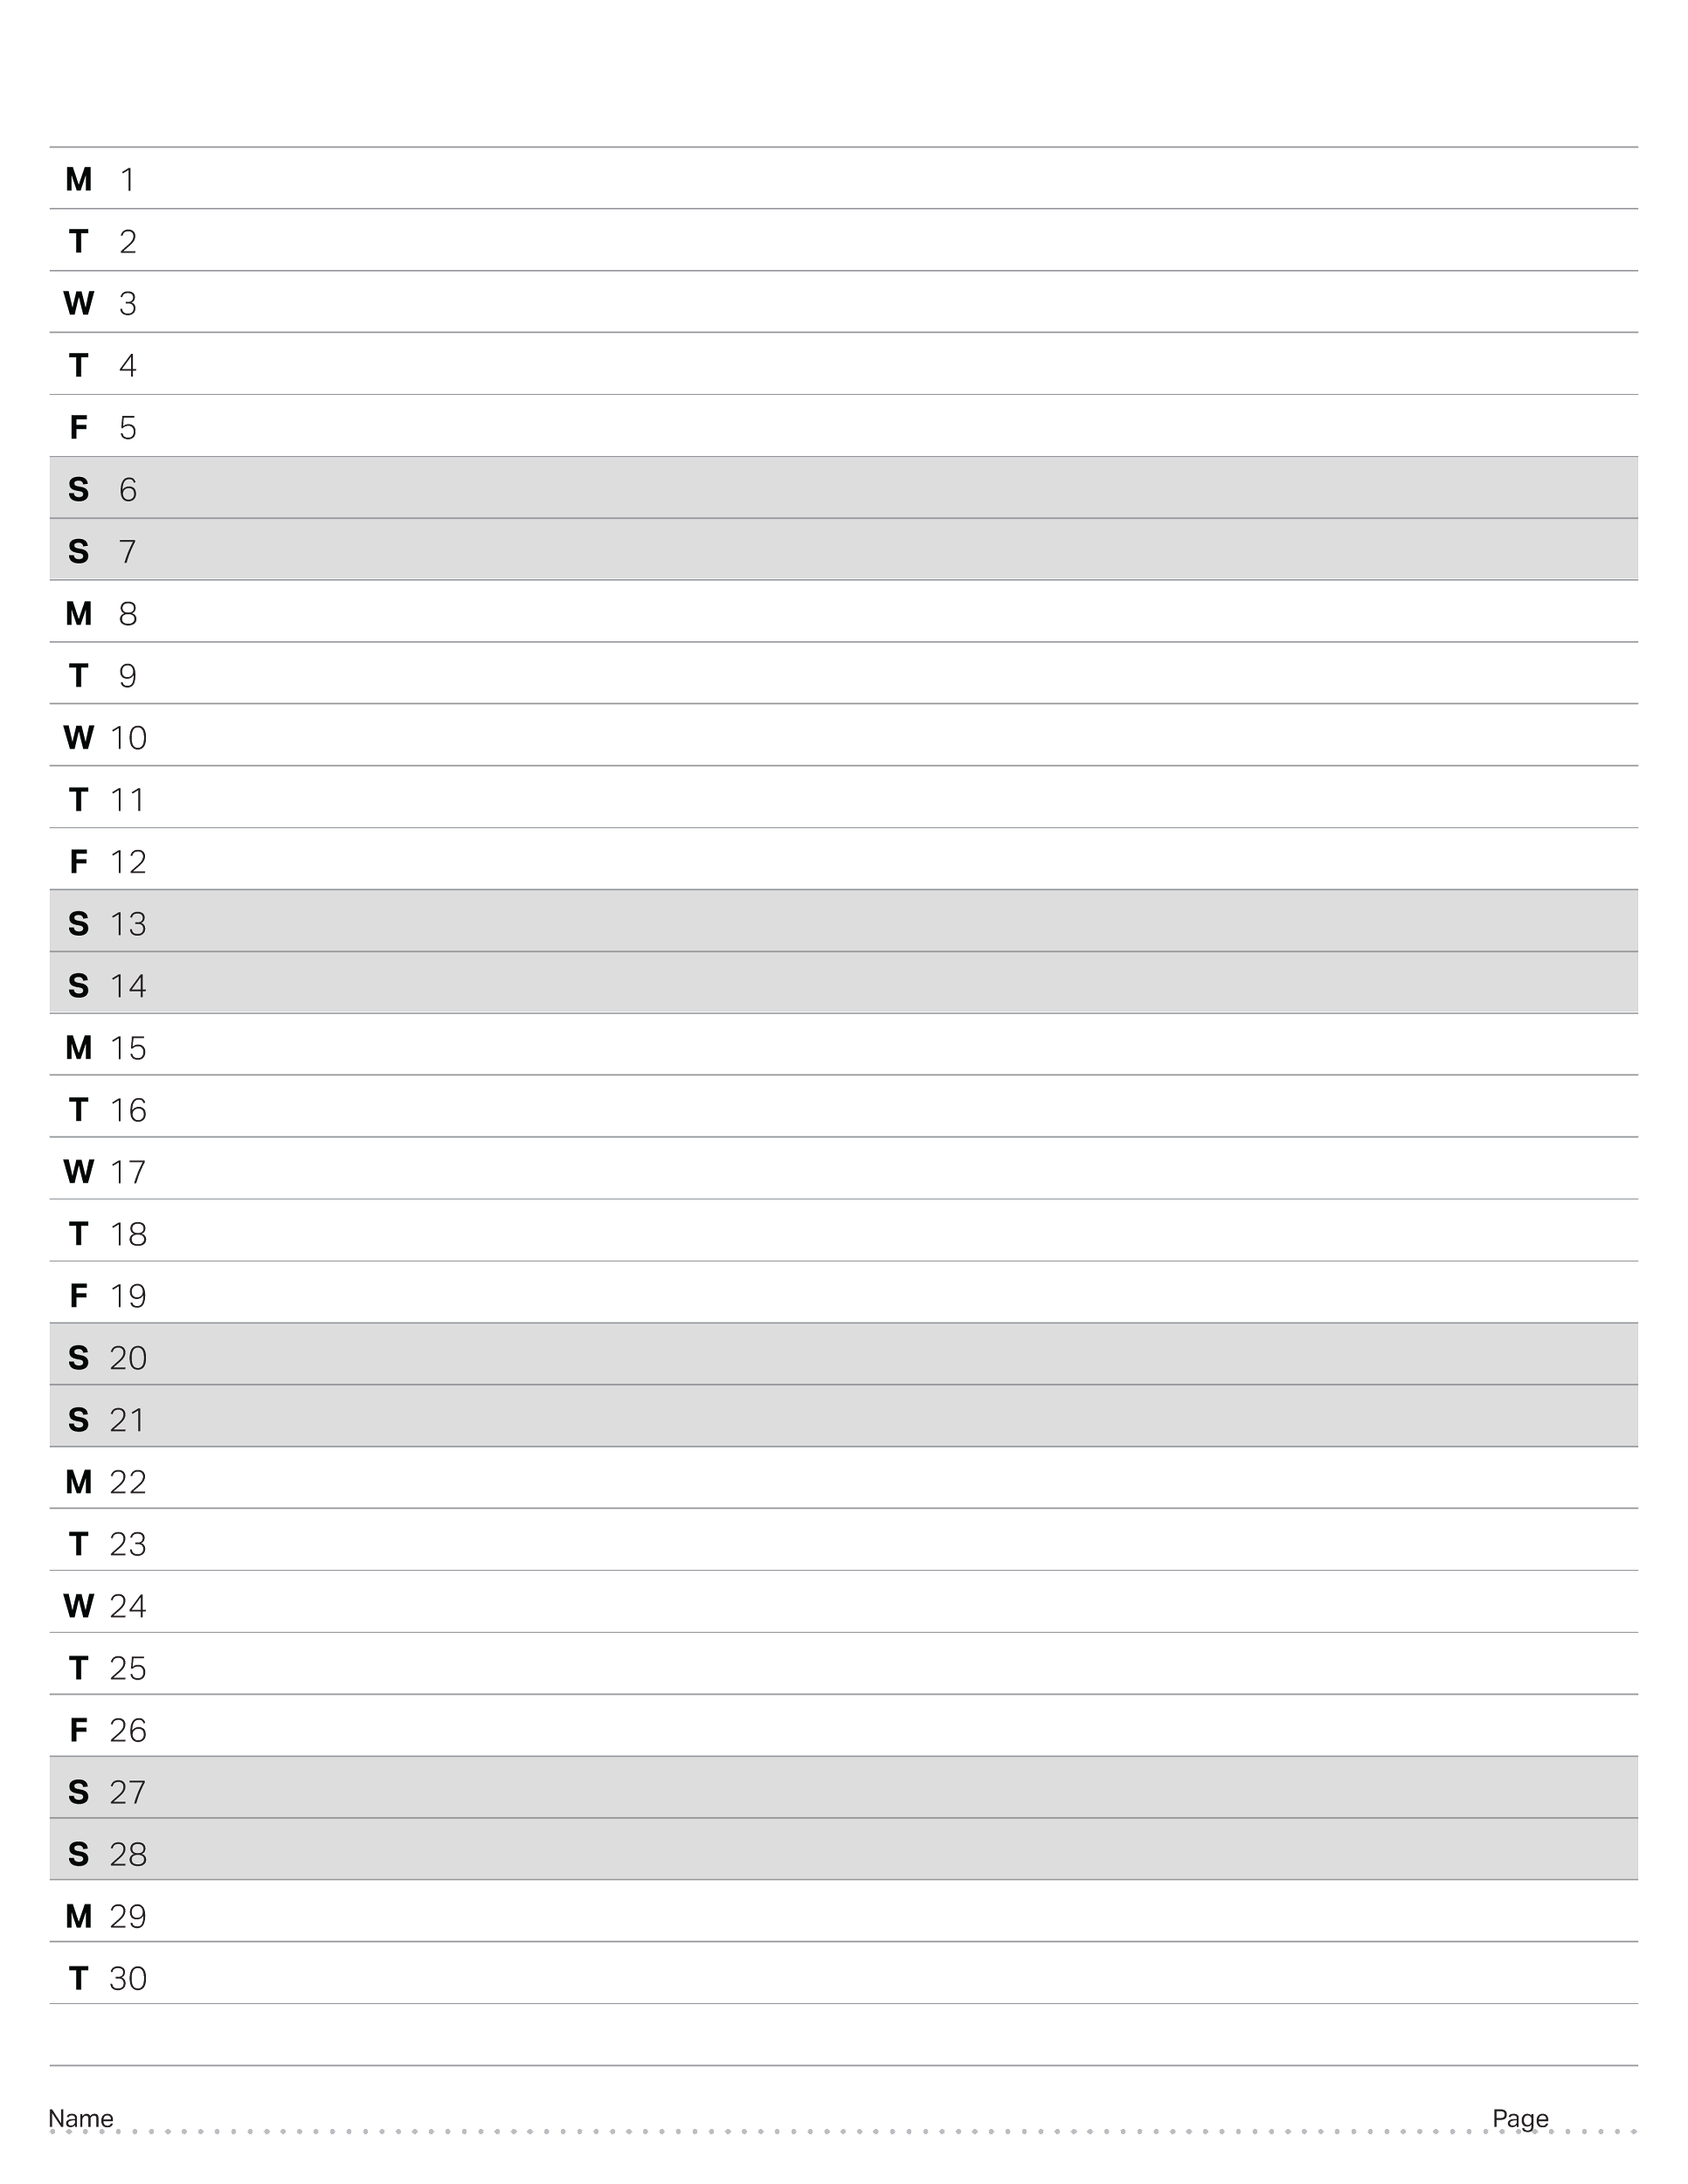 M 1
T 2
W 3
T 4
F 5
S 6
S 7
M 8
T 9
W 10
T 11
F 12
S 13
S 14
M 15
T 16
W 17
T 18
F 19
S 20
S 21
M 22
T 23
W 24
T 25
F 26
S 27
S 28
M 29
T 30
Name Page